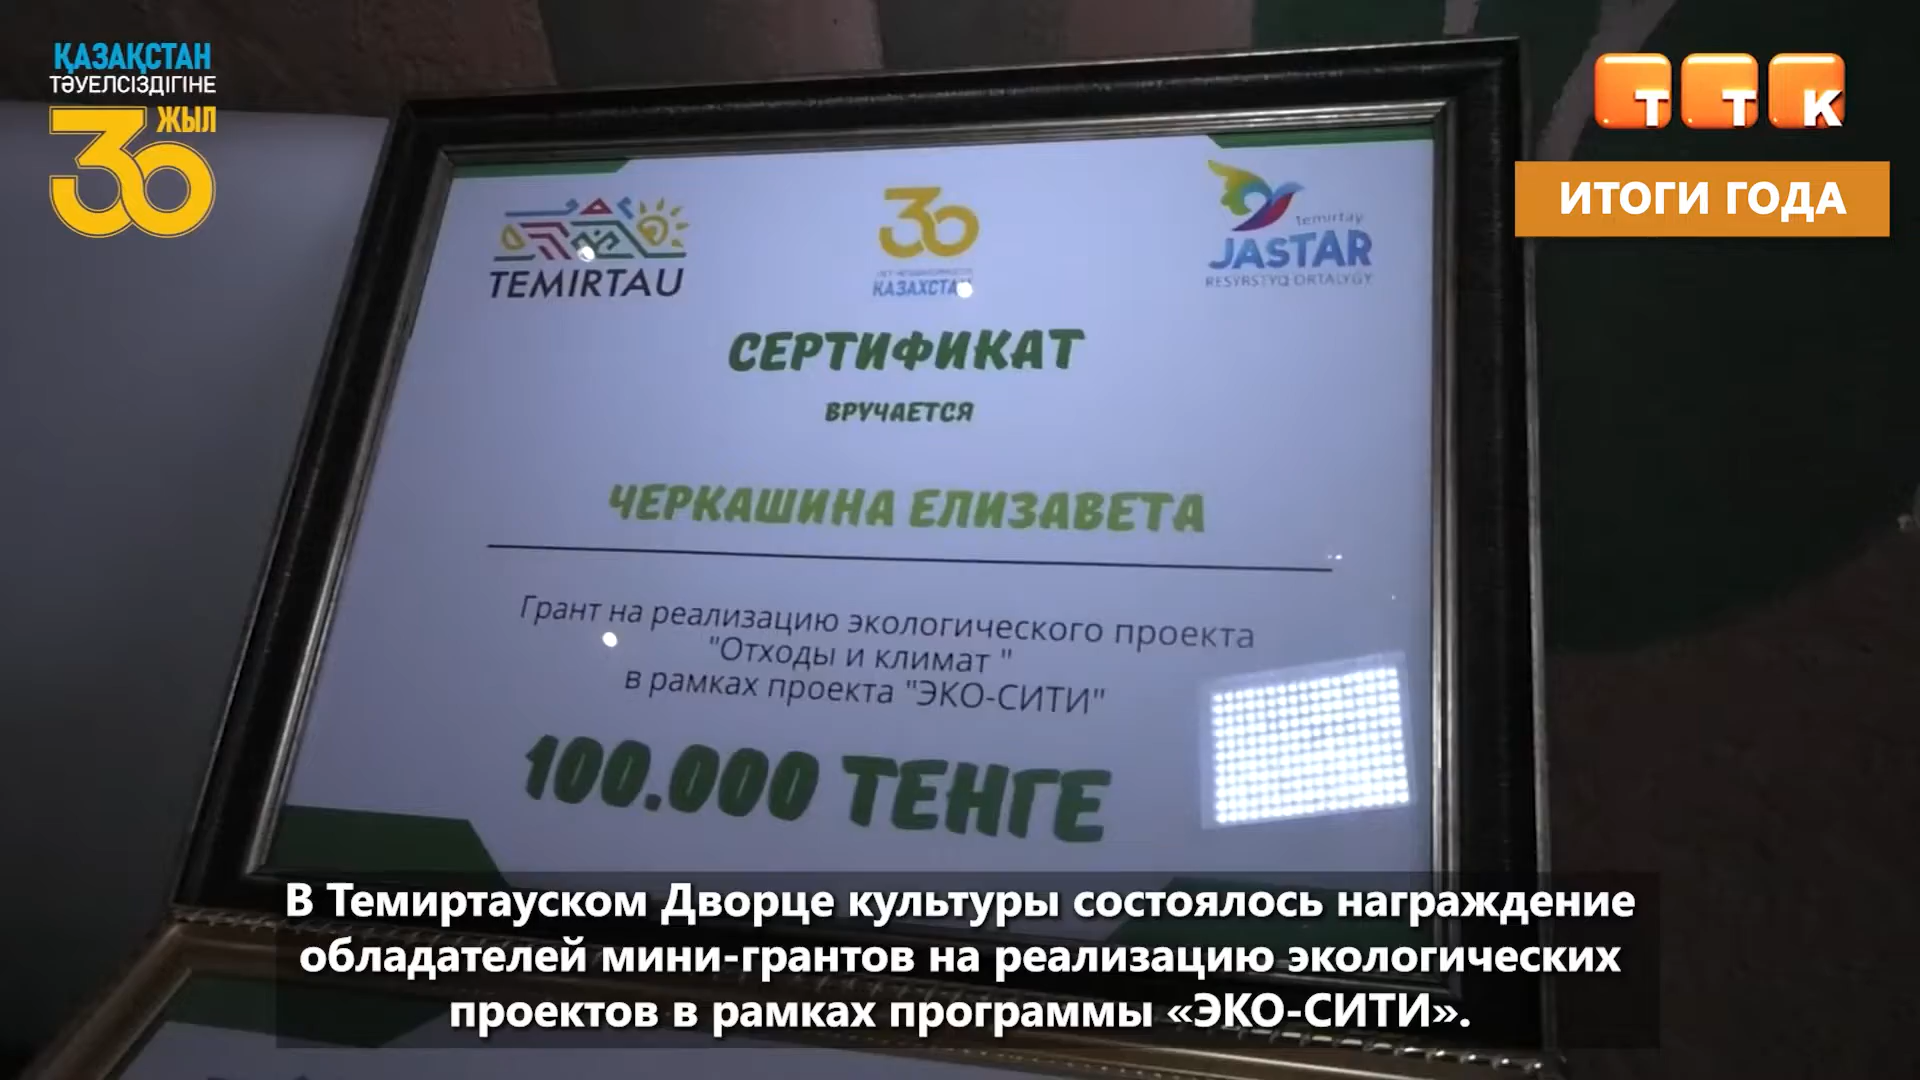 ҚАЗАҚСТАН
ТӘУЕЛСІЗДІГІНЕ
30 ЖЫЛ
ТТК
ИТОГИ ГОДА
TEMIRTAU
30
КАЗАХСТАН
Temirtay
JASTAR
RESYRSTYQ ORTALYGY
СЕРТИФИКАТ
ВРУЧАЕТСЯ
ЧЕРКАШИНА ЕЛИЗАВЕТА
Грант на реализацию экологического проекта
"Отходы и климат "
в рамках проекта "ЭКО-СИТИ"
100.000 ТЕНГЕ
В Темиртауском Дворце культуры состоялось награждение
обладателей мини-грантов на реализацию экологических
проектов в рамках программы «ЭКО-СИТИ».